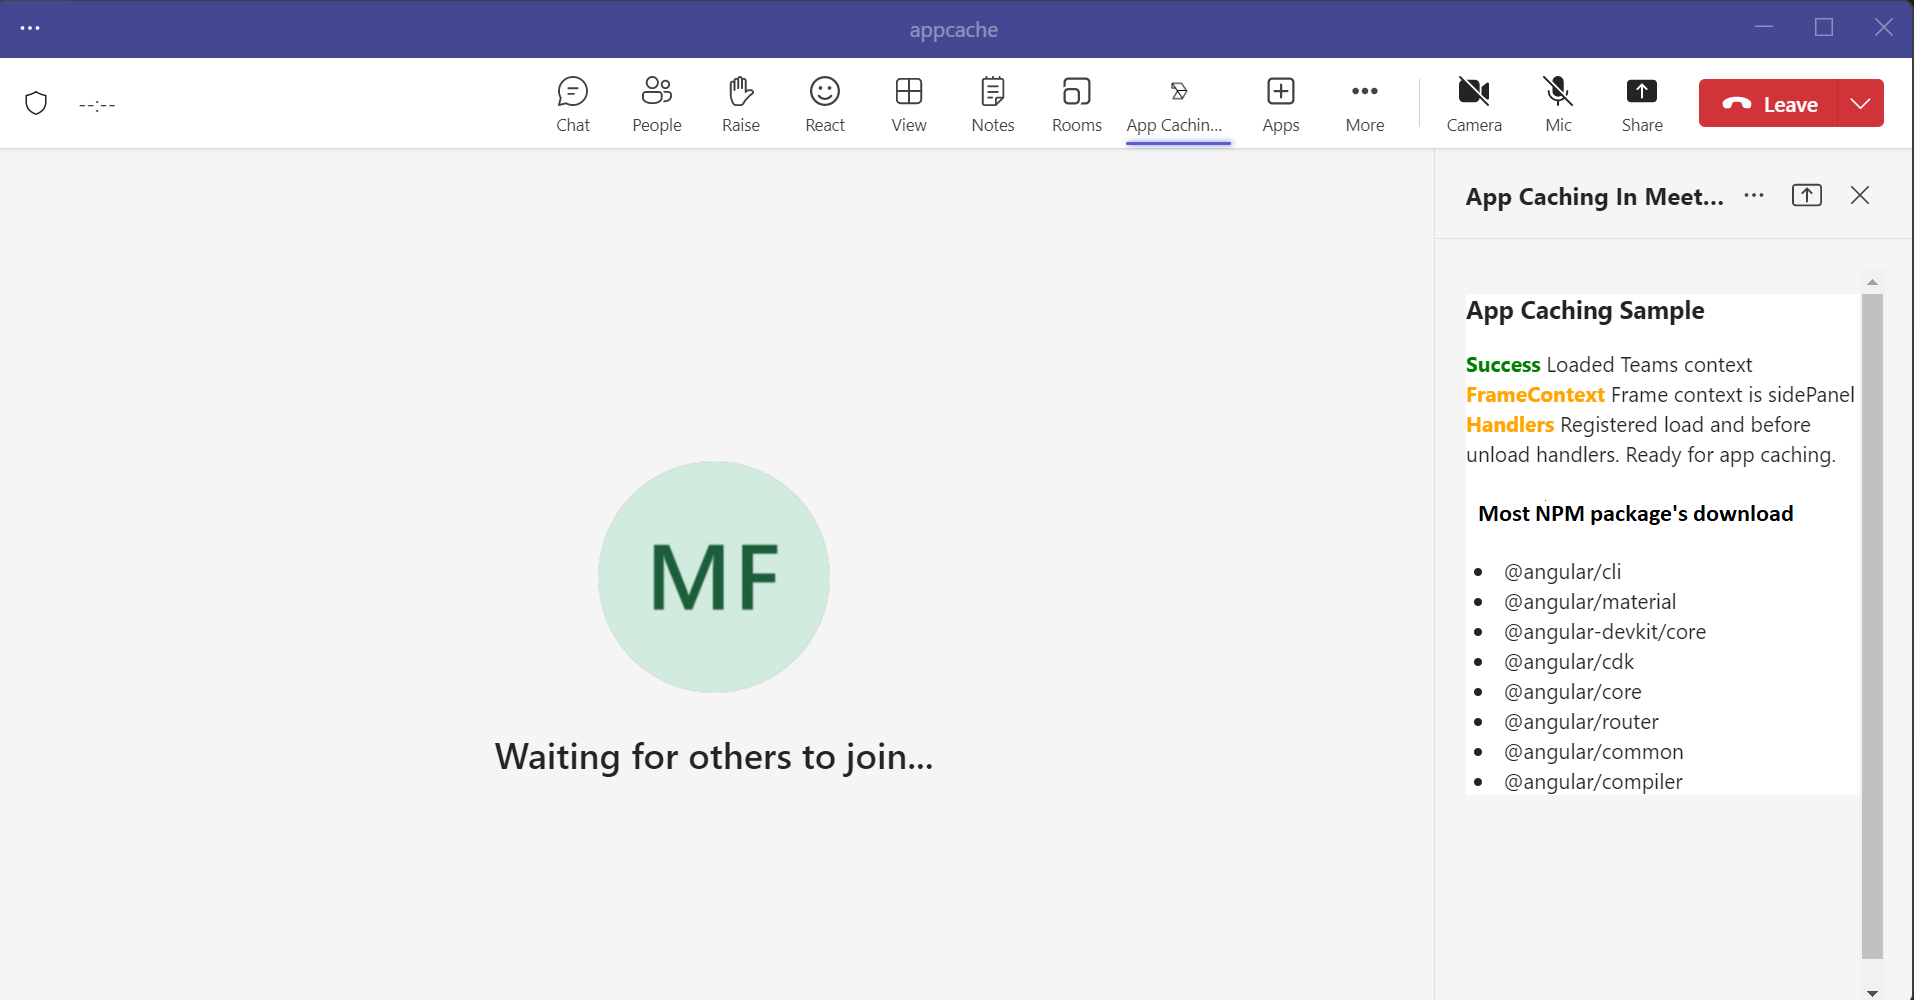 appcache
--:--
Chat
People
Raise
React
View
Notes
Rooms
App Cachin...
Apps
More
Camera
Mic
Share
Leave
App Caching In Meet...
App Caching Sample
Success Loaded Teams context
FrameContext Frame context is sidePanel
Handlers Registered load and before
unload handlers. Ready for app caching.
Most NPM package's download
@angular/cli
@angular/material
@angular-devkit/core
@angular/cdk
@angular/core
@angular/router
@angular/common
@angular/compiler
MF
Waiting for others to join...